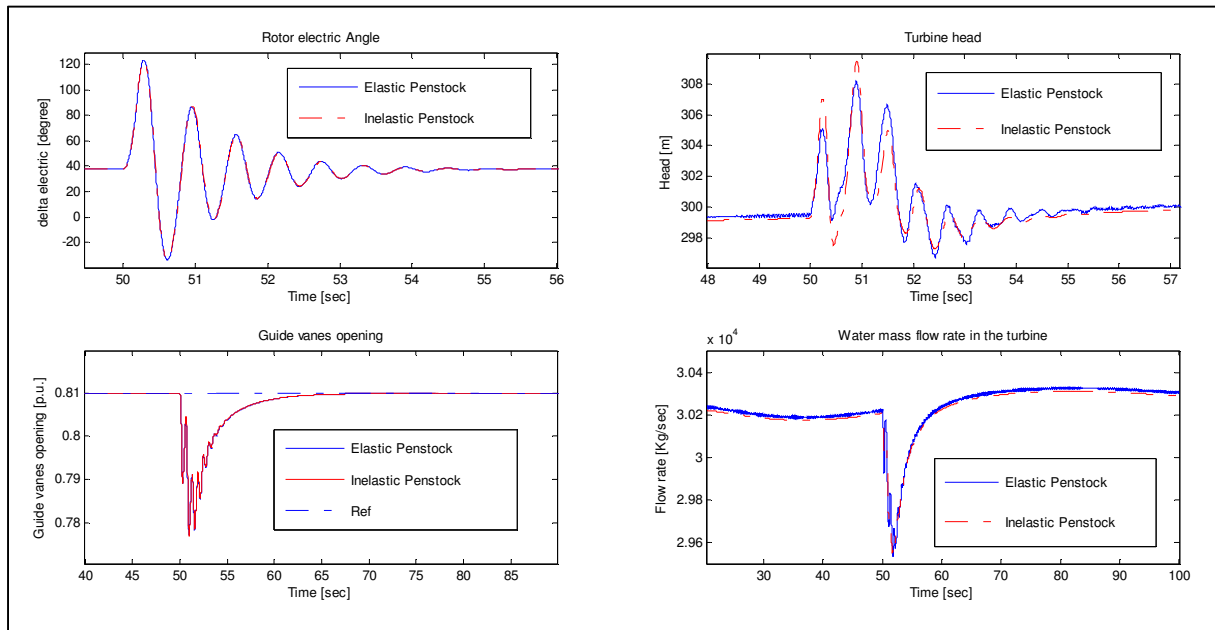 Rotor electric Angle
120
100
80
60
40
20
0
-20
delta electric [degree]
Elastic Penstock
Inelastic Penstock
50
51
52
53
54
55
56
Time [sec]
Turbine head
308
306
304
302
300
298
Head [m]
Elastic Penstock
Inelastic Penstock
48
49
50
51
52
53
54
55
56
57
Time [sec]
Guide vanes opening
0.81
0.8
0.79
0.78
Guide vanes opening [p.u.]
Elastic Penstock
Inelastic Penstock
Ref
40
45
50
55
60
65
70
75
80
85
Time [sec]
Water mass flow rate in the turbine
x 10^4
3.04
3.02
3
2.98
2.96
Flow rate [Kg/sec]
Elastic Penstock
Inelastic Penstock
30
40
50
60
70
80
90
100
Time [sec]